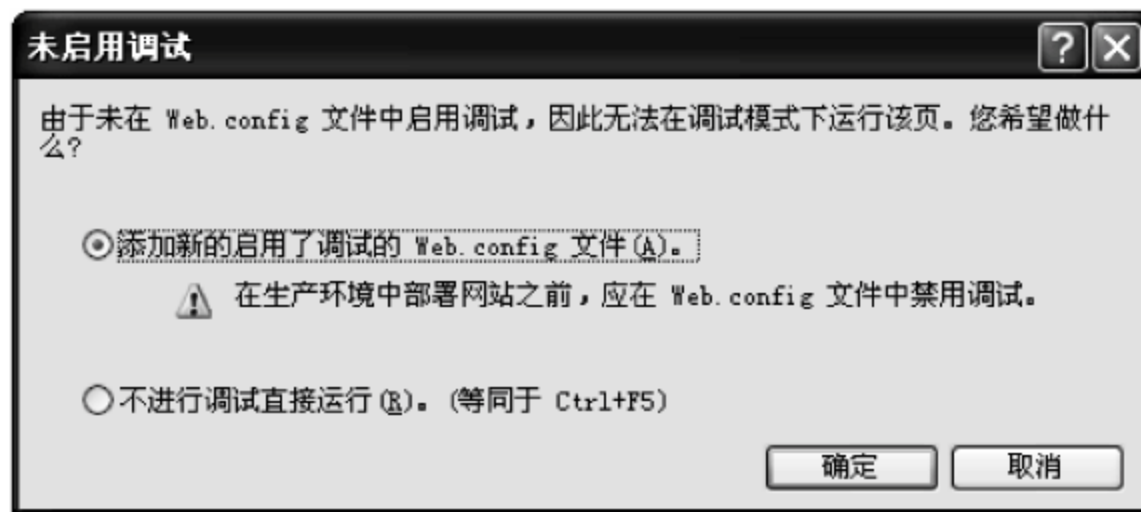 未启用调试
由于未在 Web.config 文件中启用调试，因此无法在调试模式下运行该页。您希望做什
么?
添加新的启用了调试的 Web.config 文件(A)。
在生产环境中部署网站之前，应在 Web.config 文件中禁用调试。
不进行调试直接运行(R)。(等同于 Ctrl+F5)
确定 取消